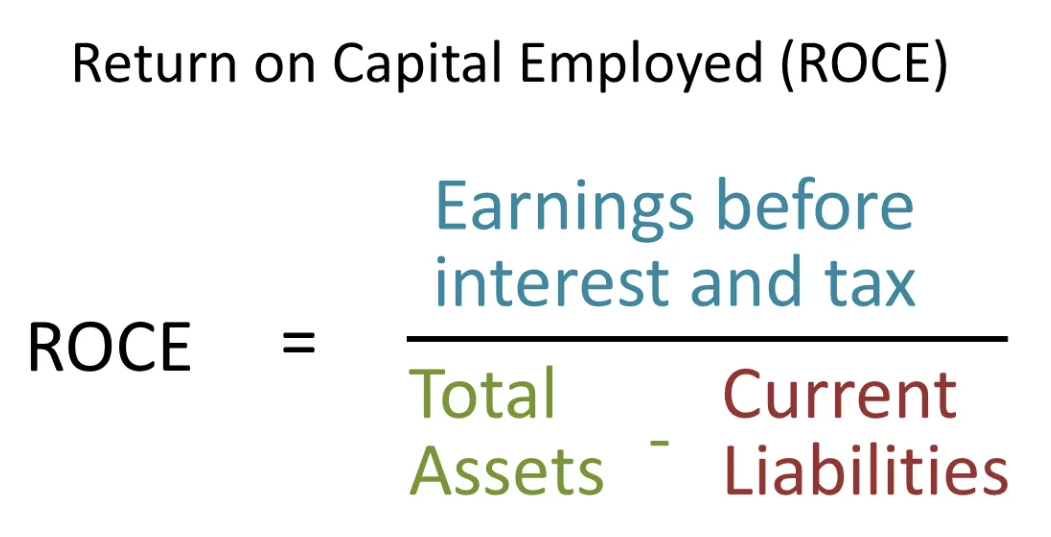 Return on Capital Employed (ROCE)
Earnings before
interest and tax
ROCE =
Total Current
Assets - Liabilities